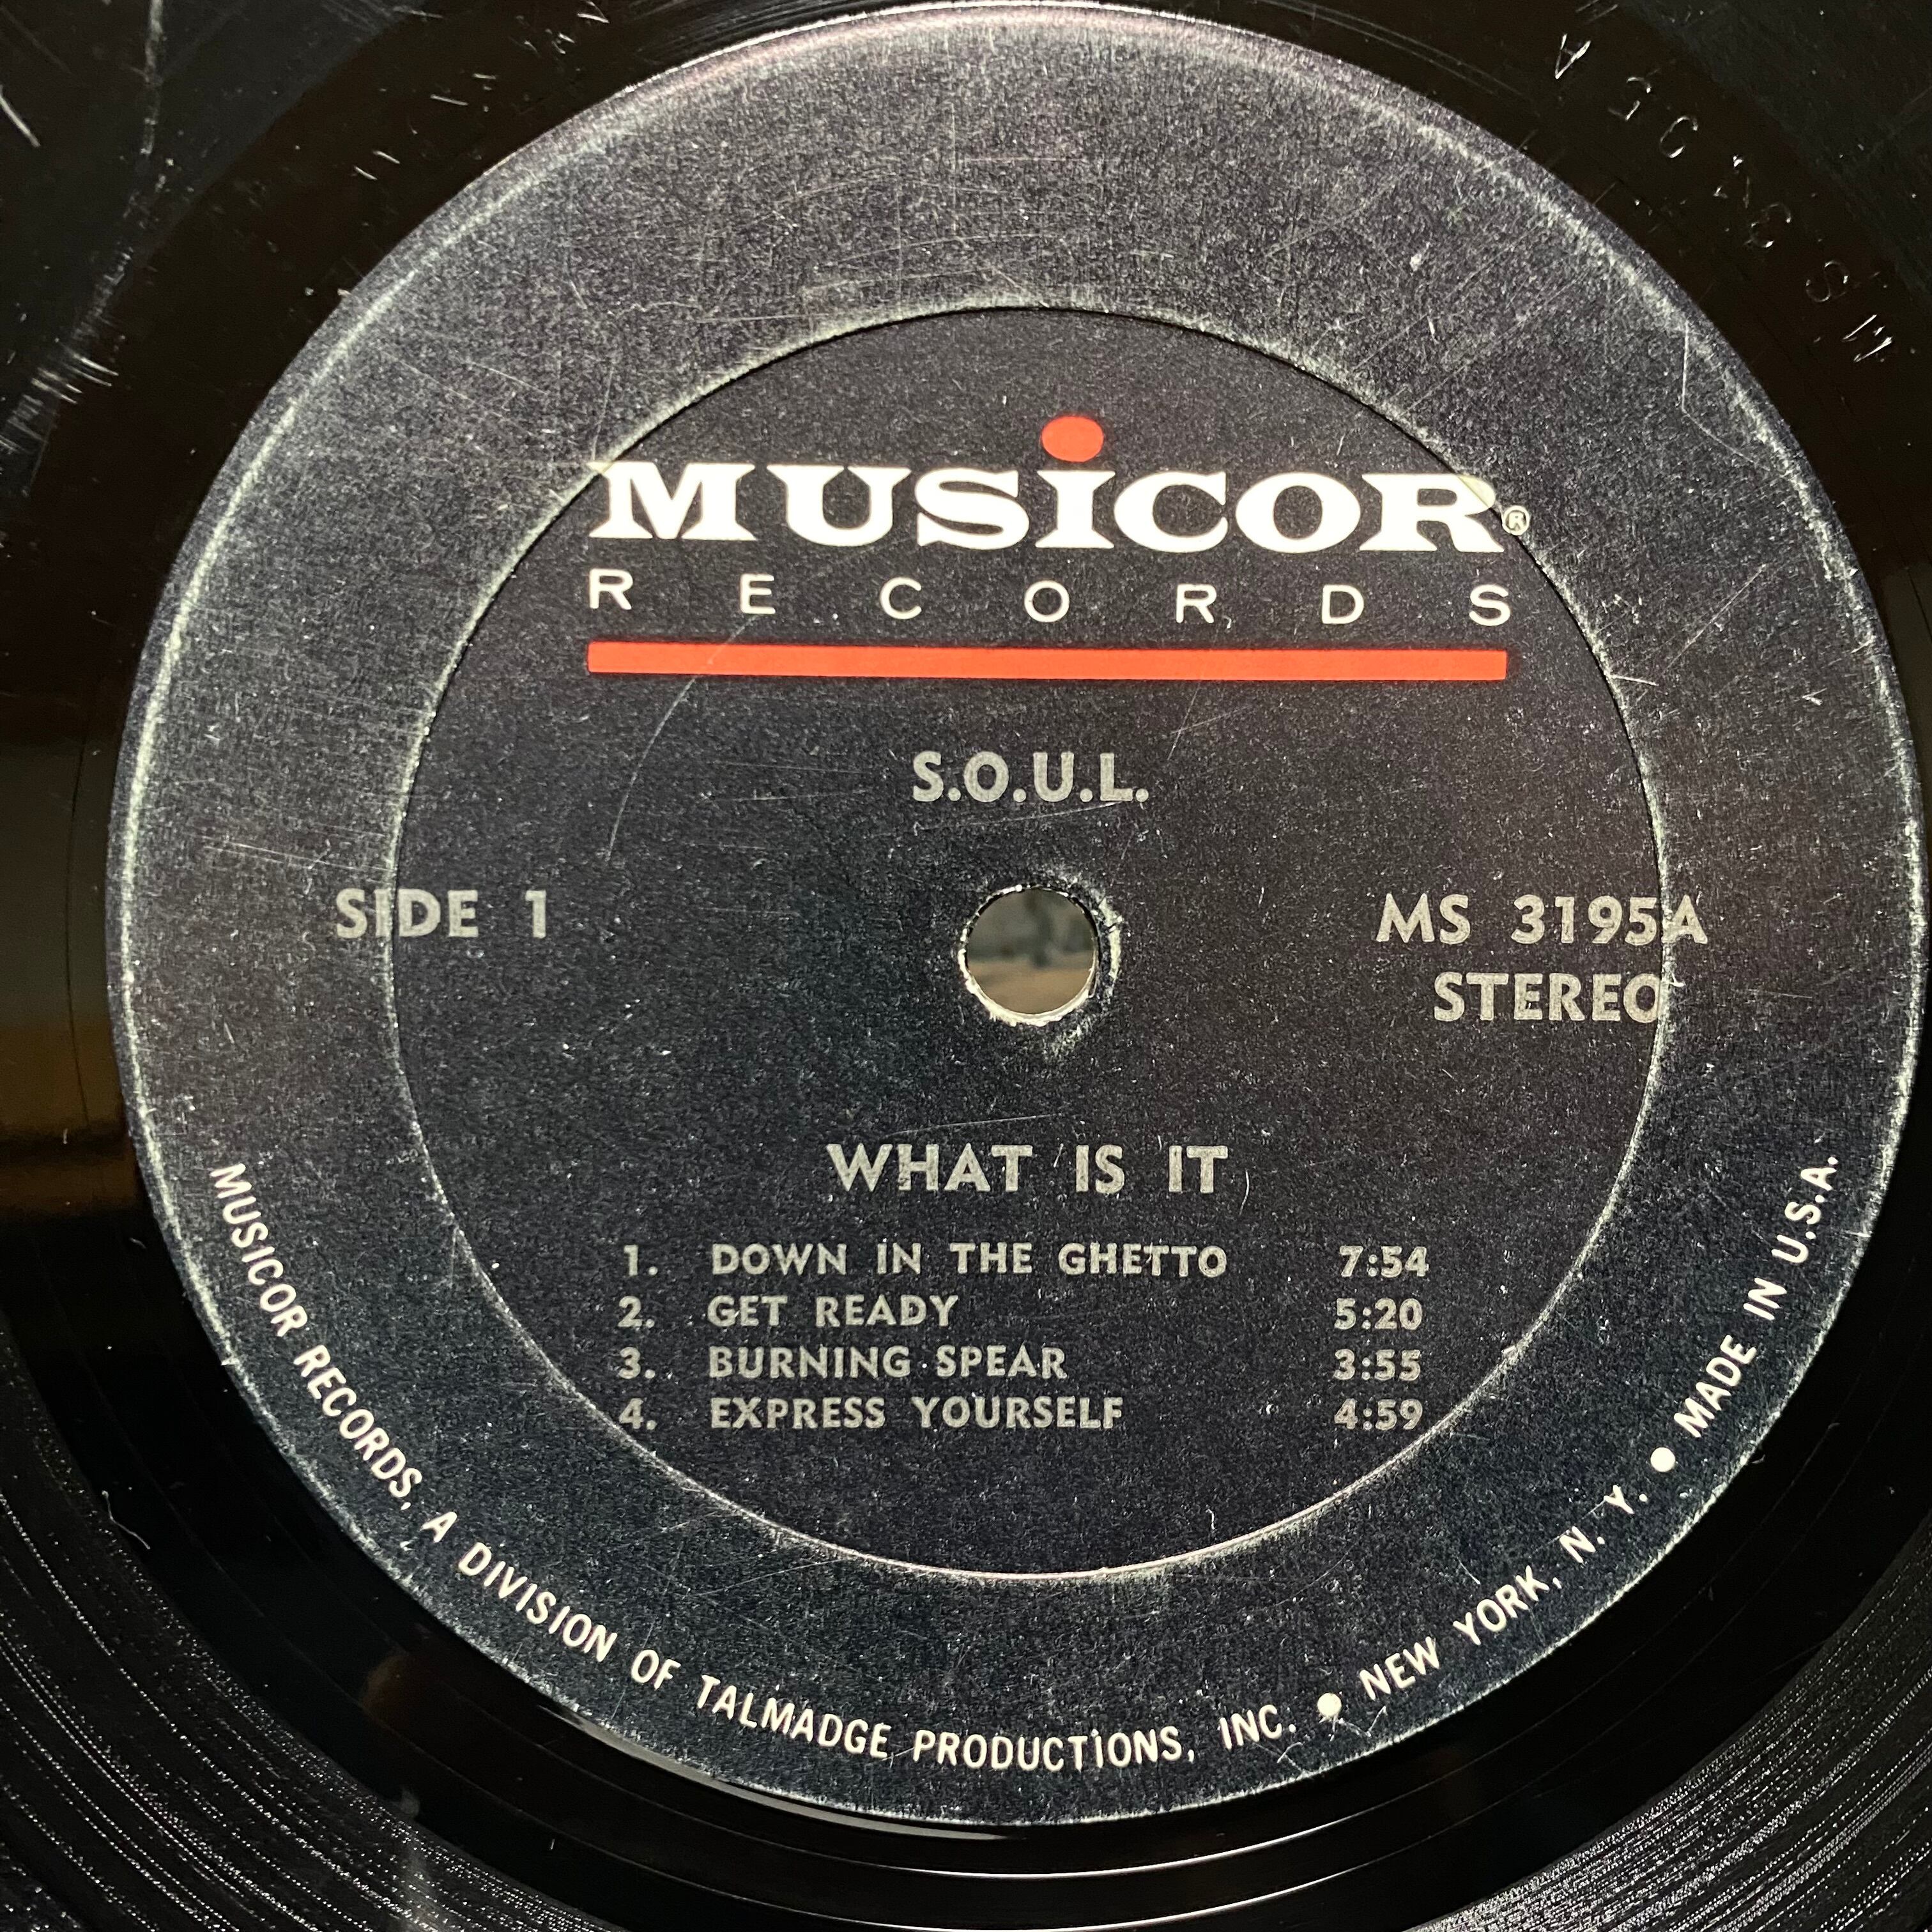 MUSiCOR®
RECORDS
S.O.U.L.
SIDE 1
MS 3195A
STEREO
WHAT IS IT
1. DOWN IN THE GHETTO 7:54
2. GET READY 5:20
3. BURNING SPEAR 3:55
4. EXPRESS YOURSELF 4:59
MUSICOR RECORDS, A DIVISION OF TALMADGE PRODUCTIONS, INC. ● NEW YORK, N. Y. ● MADE IN U.S.A.